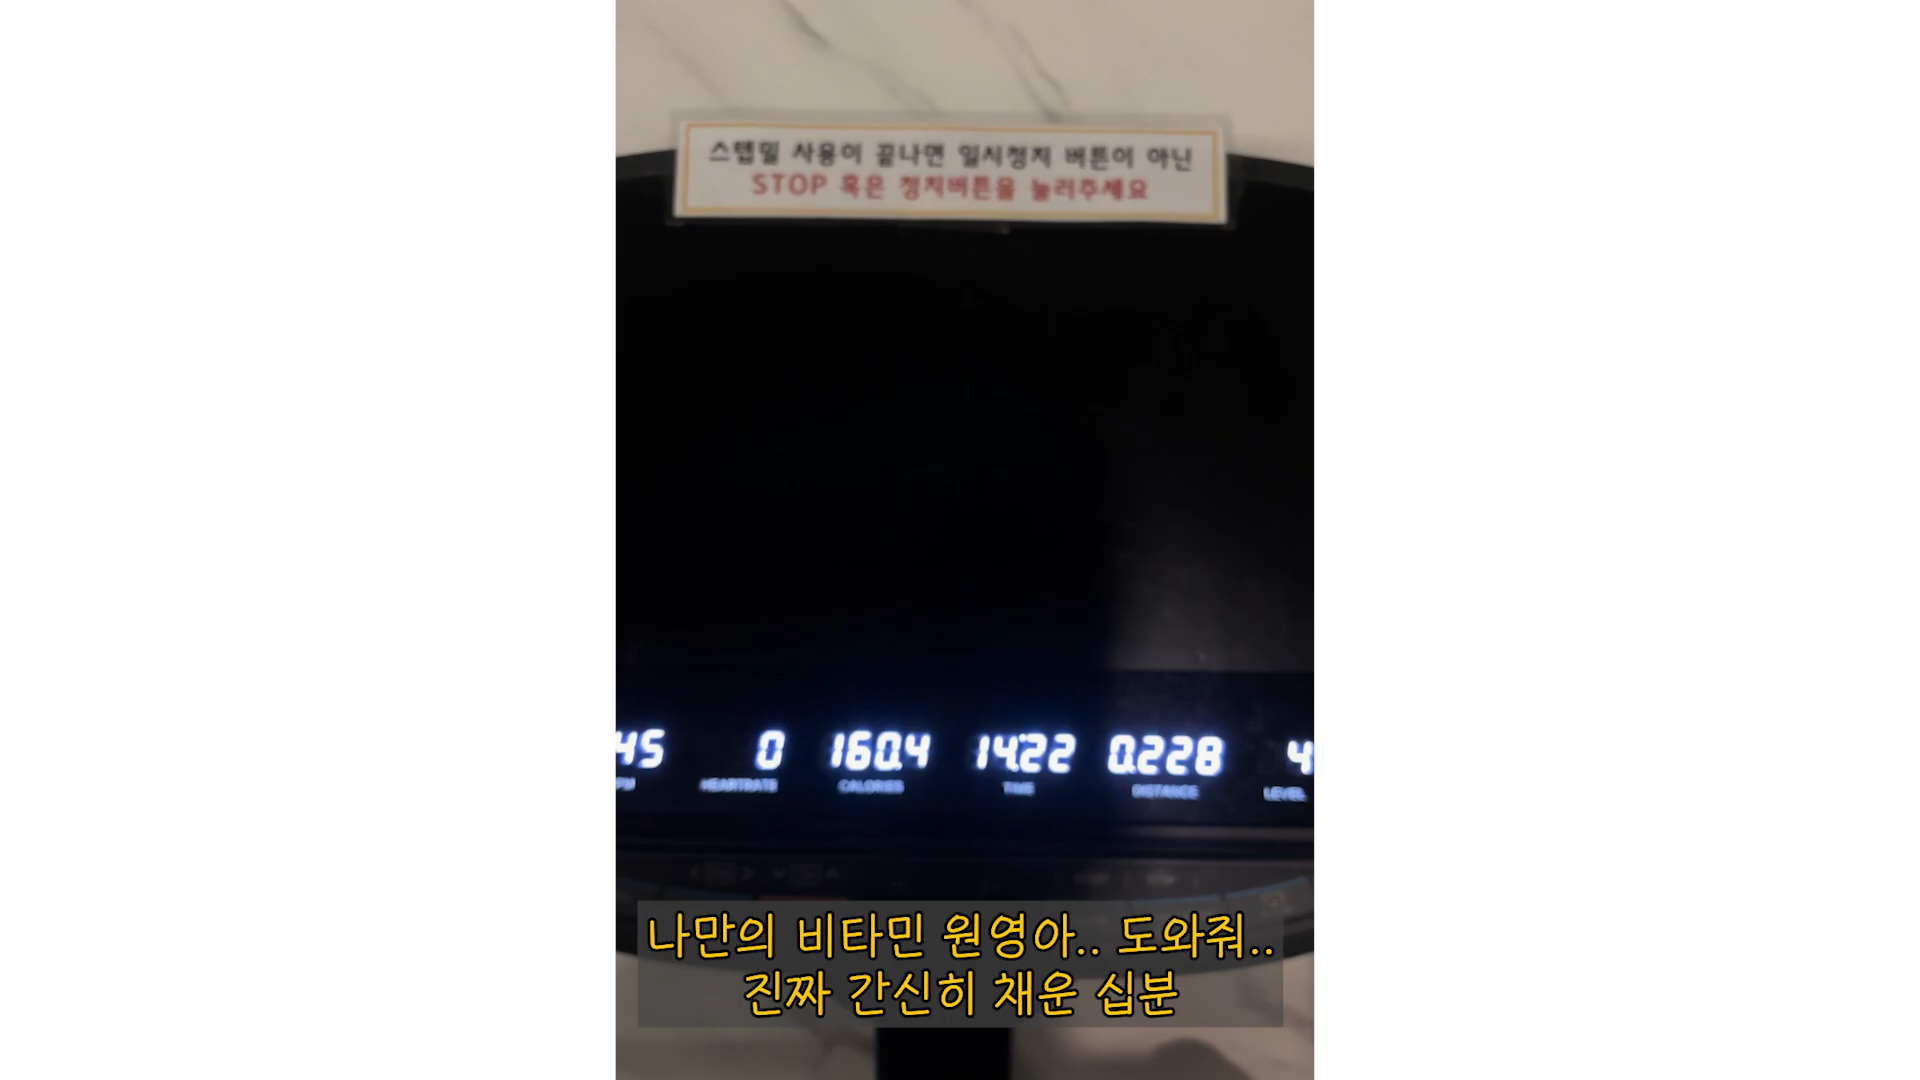 스텝밀 사용이 끝나면 일시정지 버튼이 아닌
STOP 혹은 정지버튼을 눌러주세요
45 0 160.4 14:22 0.228 4
HEARTRATE CALORIES TIME DISTANCE LEVEL
나만의 비타민 원영아.. 도와줘..
진짜 간신히 채운 십분